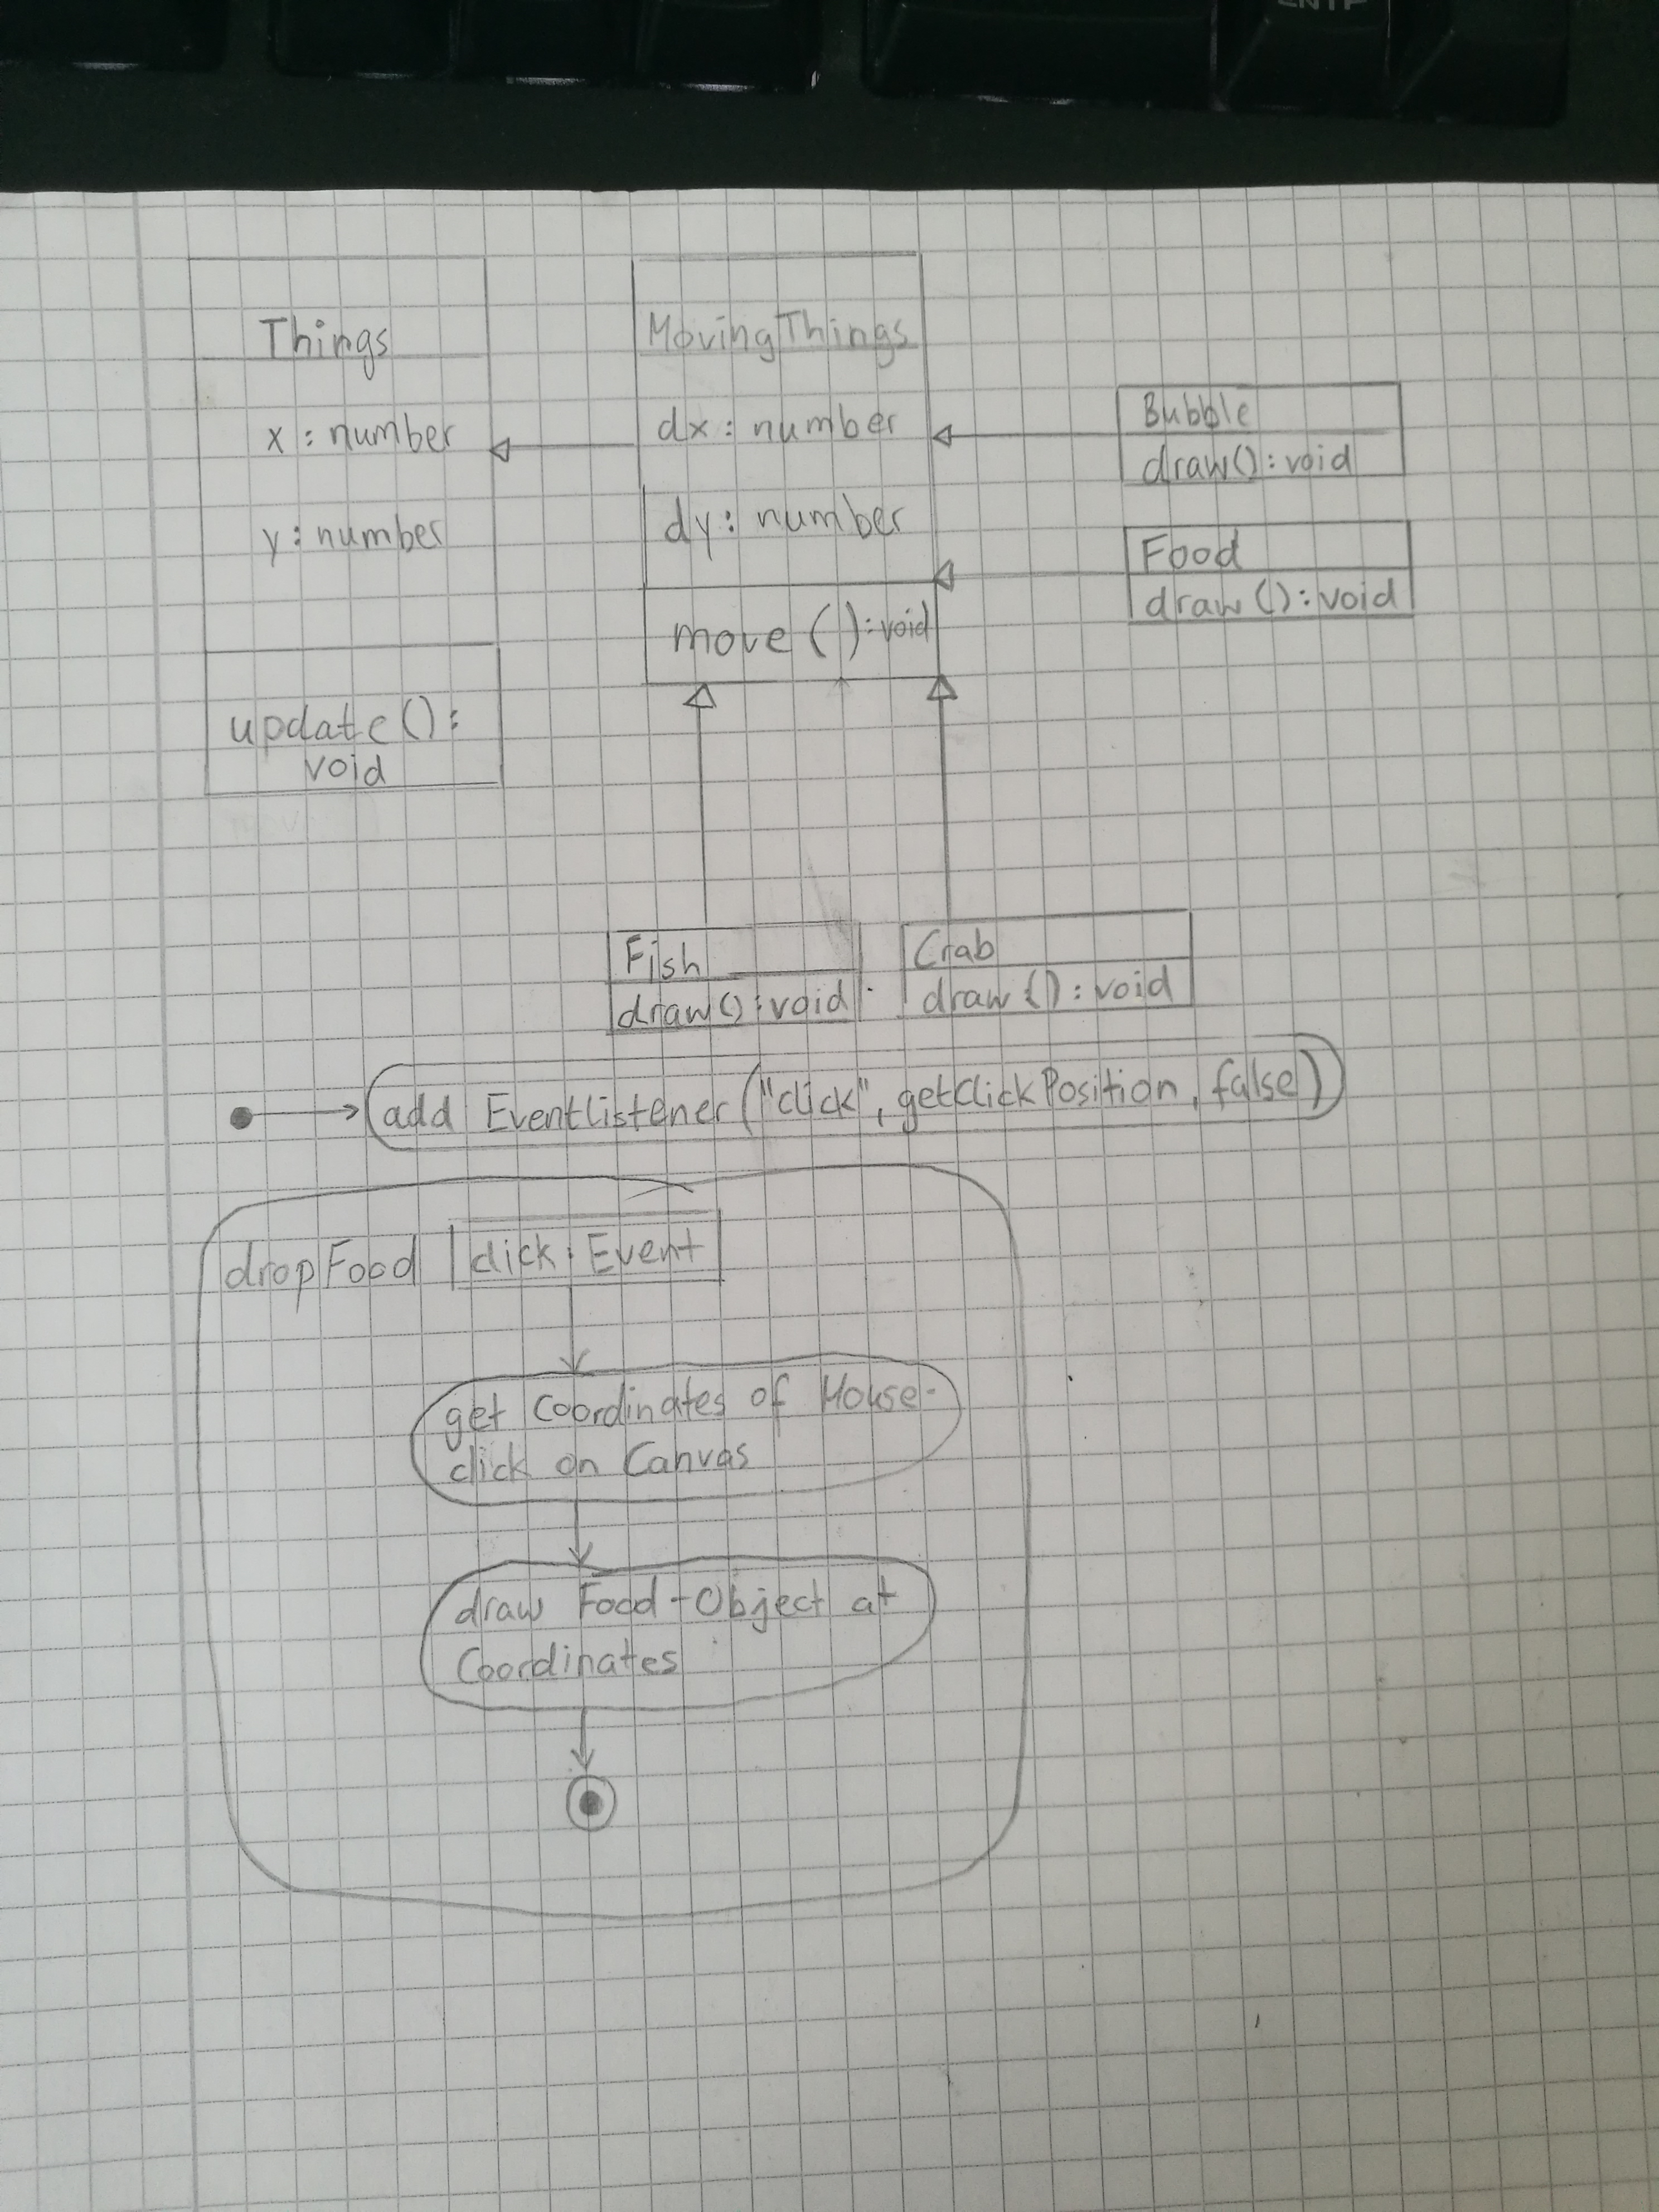 Things
x : number
y : number
update() :
void
MovingThings
dx : number
dy : number
move () : void
Bubble
draw() : void
Food
draw () : void
Fish
draw() : void
Crab
draw () : void
add EventListener ("click", getClickPosition, false)
dropFood click : Event
get Coordinates of Mouse-
click on Canvas
draw Food-Object at
Coordinates